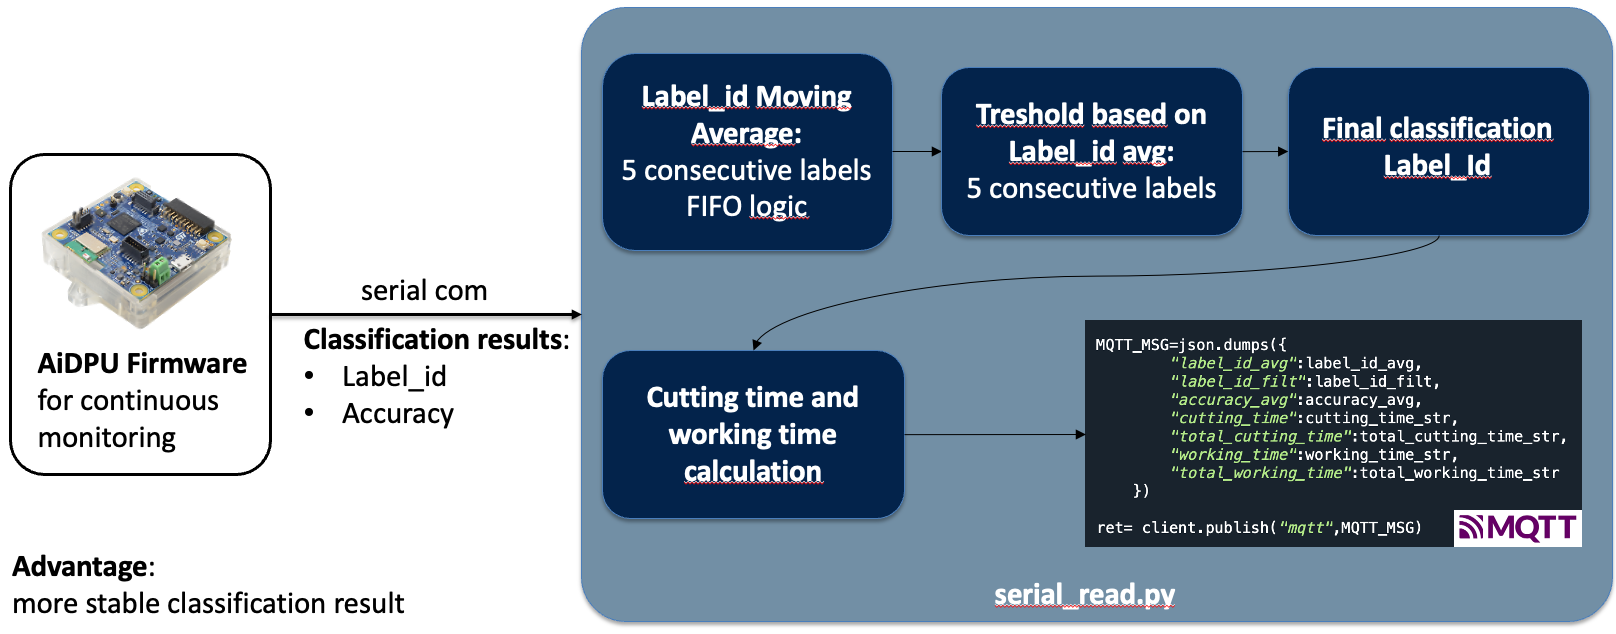 AiDPU Firmware
for continuous
monitoring
serial com
Classification results:
• Label_id
• Accuracy
Advantage:
more stable classification result
Label_id Moving
Average:
5 consecutive labels
FIFO logic
Treshold based on
Label_id avg:
5 consecutive labels
Final classification
Label_Id
Cutting time and
working time
calculation
MQTT_MSG=json.dumps({
"label_id_avg":label_id_avg,
"label_id_filt":label_id_filt,
"accuracy_avg":accuracy_avg,
"cutting_time":cutting_time_str,
"total_cutting_time":total_cutting_time_str,
"working_time":working_time_str,
"total_working_time":total_working_time_str
})
ret= client.publish("mqtt",MQTT_MSG)
MQTT
serial_read.py